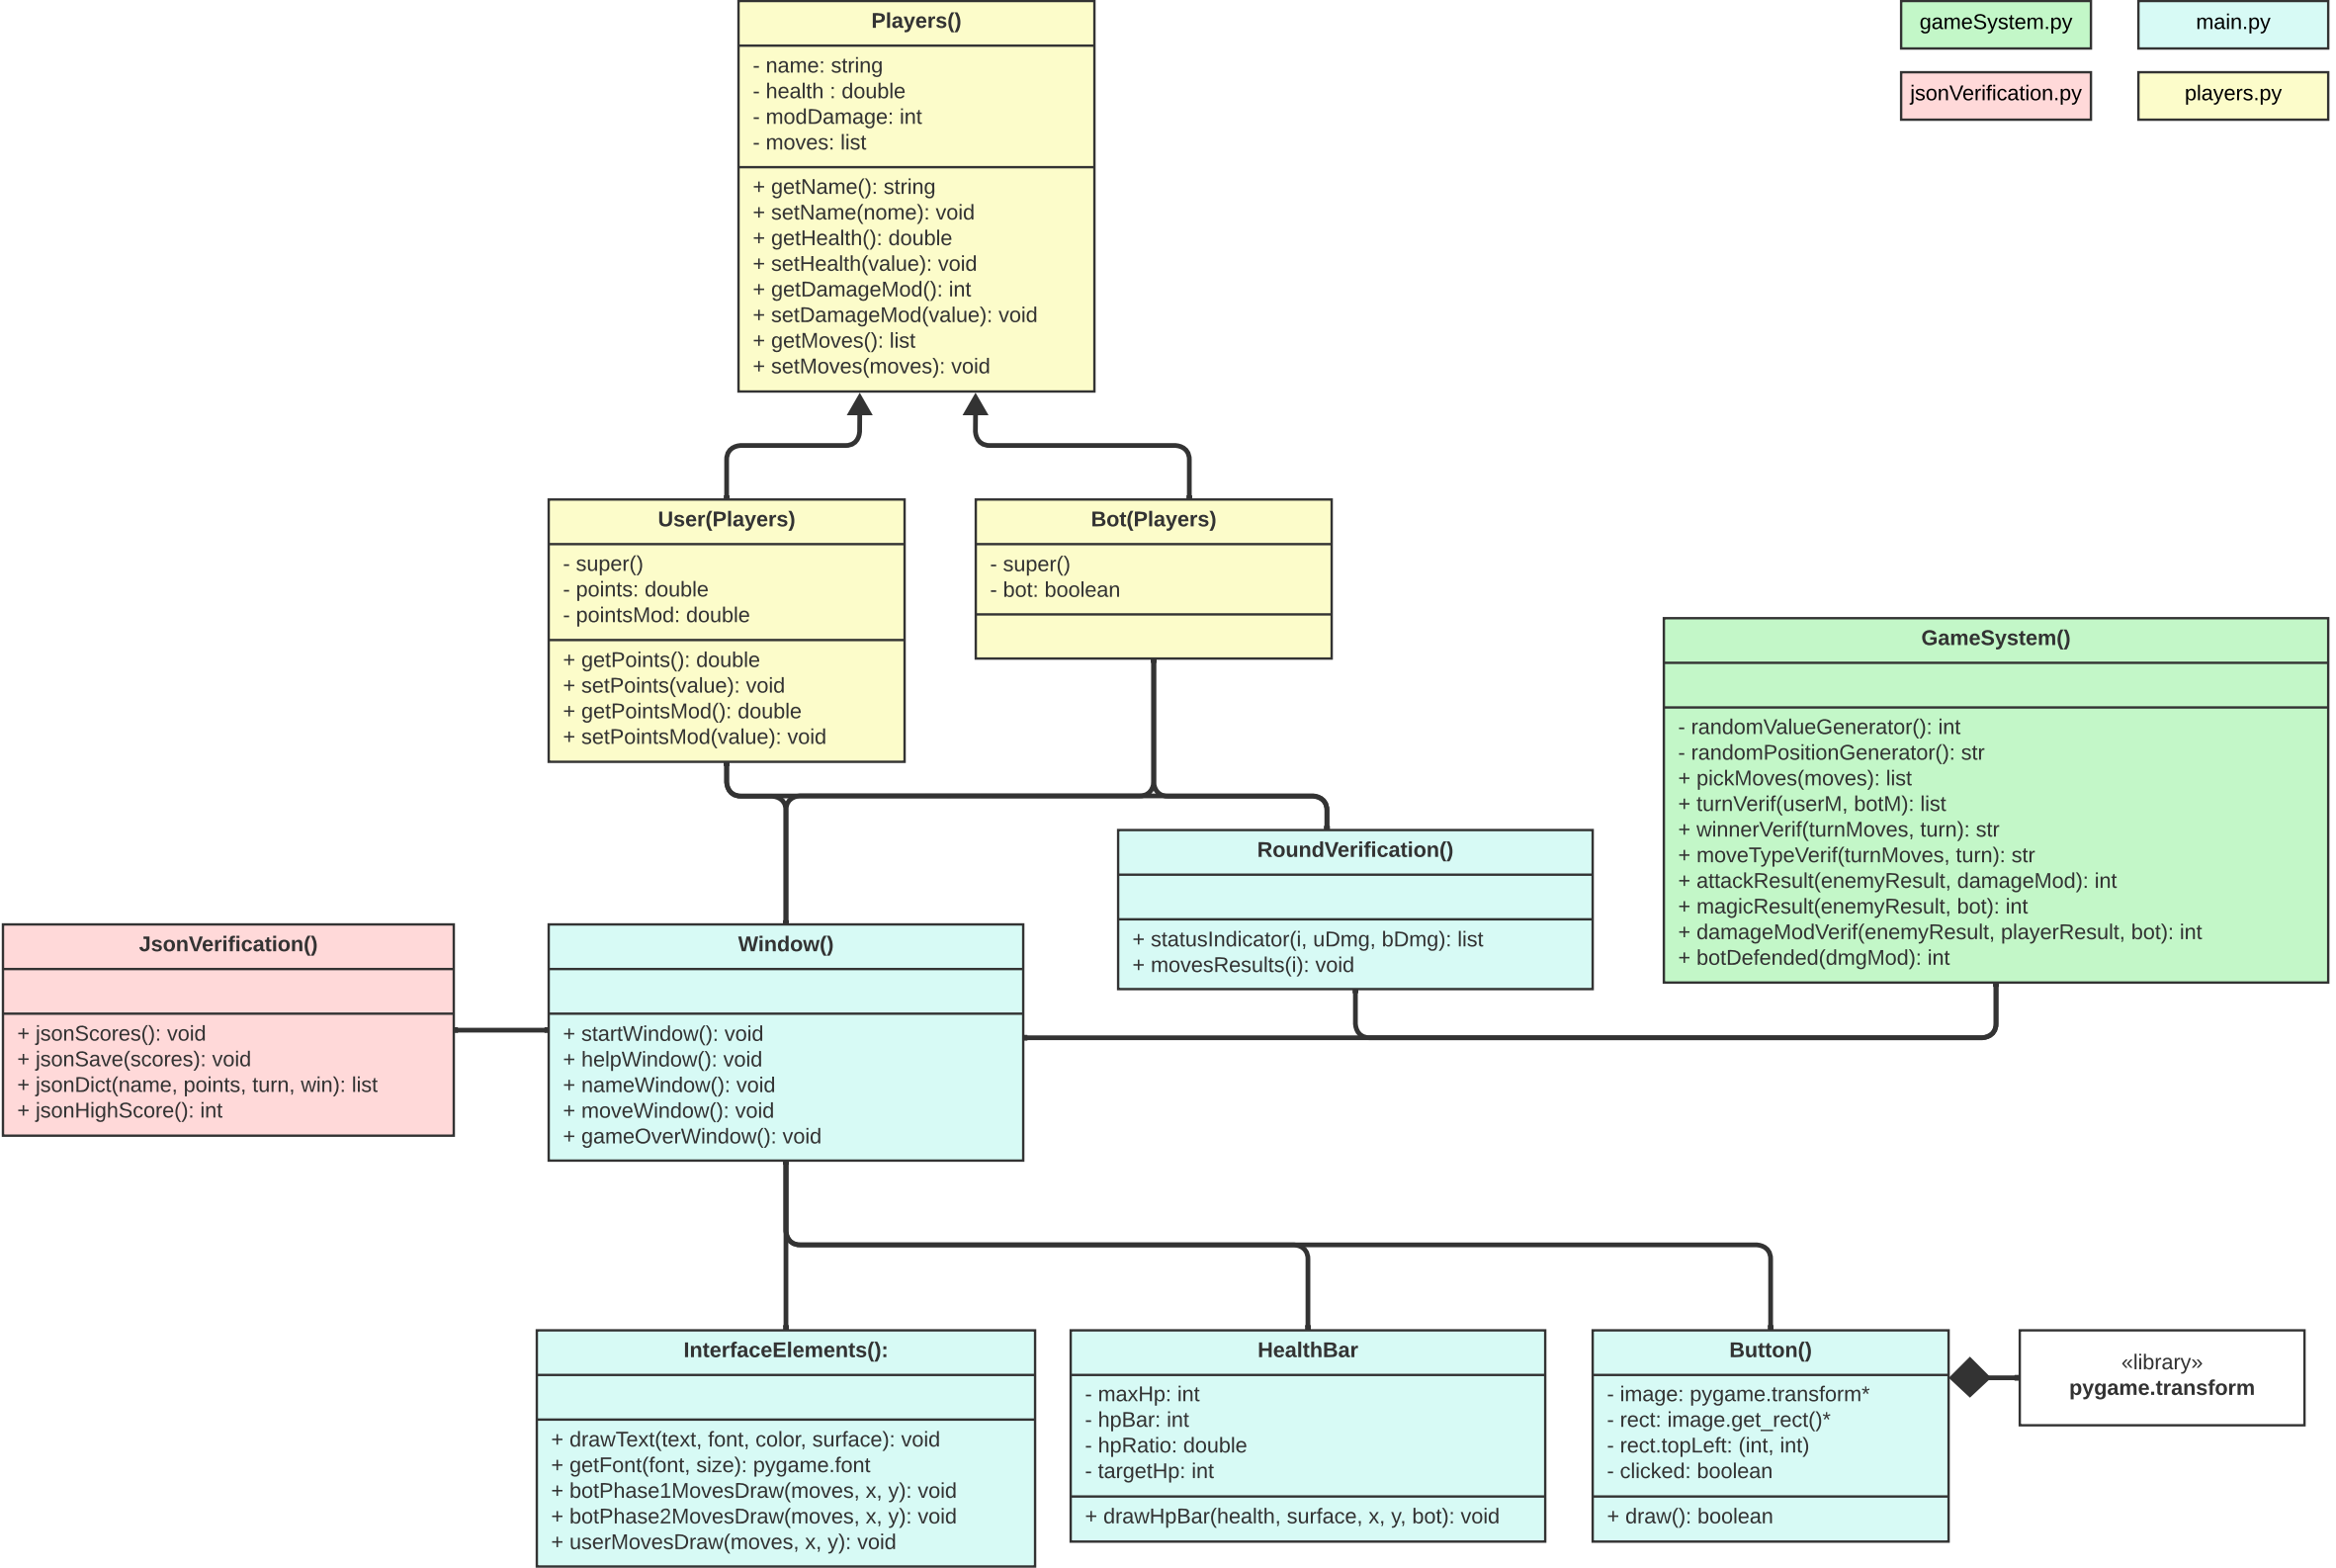 Players()
- name: string
- health : double
- modDamage: int
- moves: list
+ getName(): string
+ setName(nome): void
+ getHealth(): double
+ setHealth(value): void
+ getDamageMod(): int
+ setDamageMod(value): void
+ getMoves(): list
+ setMoves(moves): void
gameSystem.py
main.py
jsonVerification.py
players.py
User(Players)
- super()
- points: double
- pointsMod: double
+ getPoints(): double
+ setPoints(value): void
+ getPointsMod(): double
+ setPointsMod(value): void
Bot(Players)
- super()
- bot: boolean
GameSystem()
- randomValueGenerator(): int
- randomPositionGenerator(): str
+ pickMoves(moves): list
+ turnVerif(userM, botM): list
+ winnerVerif(turnMoves, turn): str
+ moveTypeVerif(turnMoves, turn): str
+ attackResult(enemyResult, damageMod): int
+ magicResult(enemyResult, bot): int
+ damageModVerif(enemyResult, playerResult, bot): int
+ botDefended(dmgMod): int
RoundVerification()
+ statusIndicator(i, uDmg, bDmg): list
+ movesResults(i): void
JsonVerification()
+ jsonScores(): void
+ jsonSave(scores): void
+ jsonDict(name, points, turn, win): list
+ jsonHighScore(): int
Window()
+ startWindow(): void
+ helpWindow(): void
+ nameWindow(): void
+ moveWindow(): void
+ gameOverWindow(): void
InterfaceElements():
+ drawText(text, font, color, surface): void
+ getFont(font, size): pygame.font
+ botPhase1MovesDraw(moves, x, y): void
+ botPhase2MovesDraw(moves, x, y): void
+ userMovesDraw(moves, x, y): void
HealthBar
- maxHp: int
- hpBar: int
- hpRatio: double
- targetHp: int
+ drawHpBar(health, surface, x, y, bot): void
Button()
- image: pygame.transform*
- rect: image.get_rect()*
- rect.topLeft: (int, int)
- clicked: boolean
+ draw(): boolean
«library»
pygame.transform